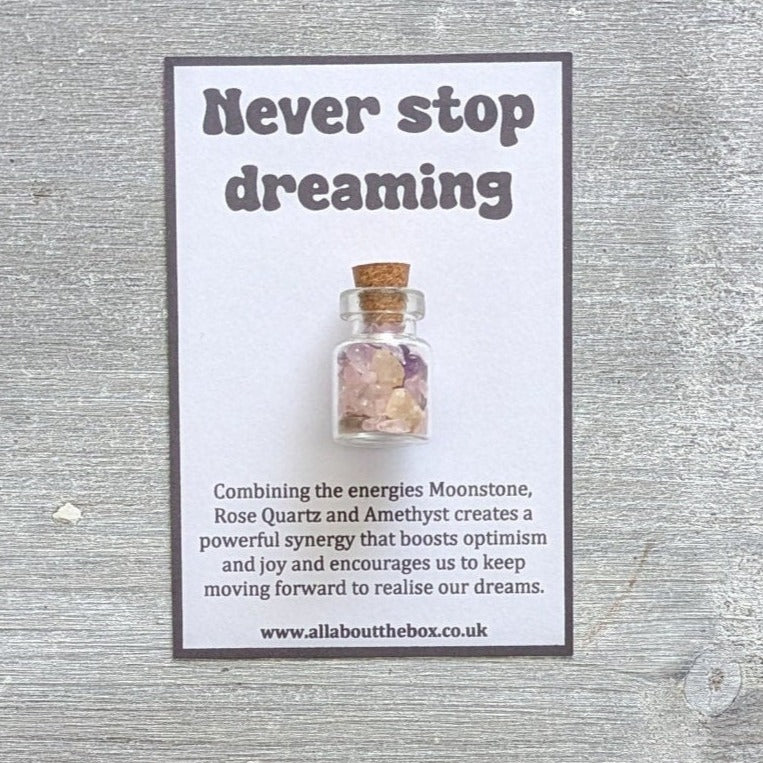 Never stop
dreaming
Combining the energies Moonstone,
Rose Quartz and Amethyst creates a
powerful synergy that boosts optimism
and joy and encourages us to keep
moving forward to realise our dreams.
www.allaboutthebox.co.uk